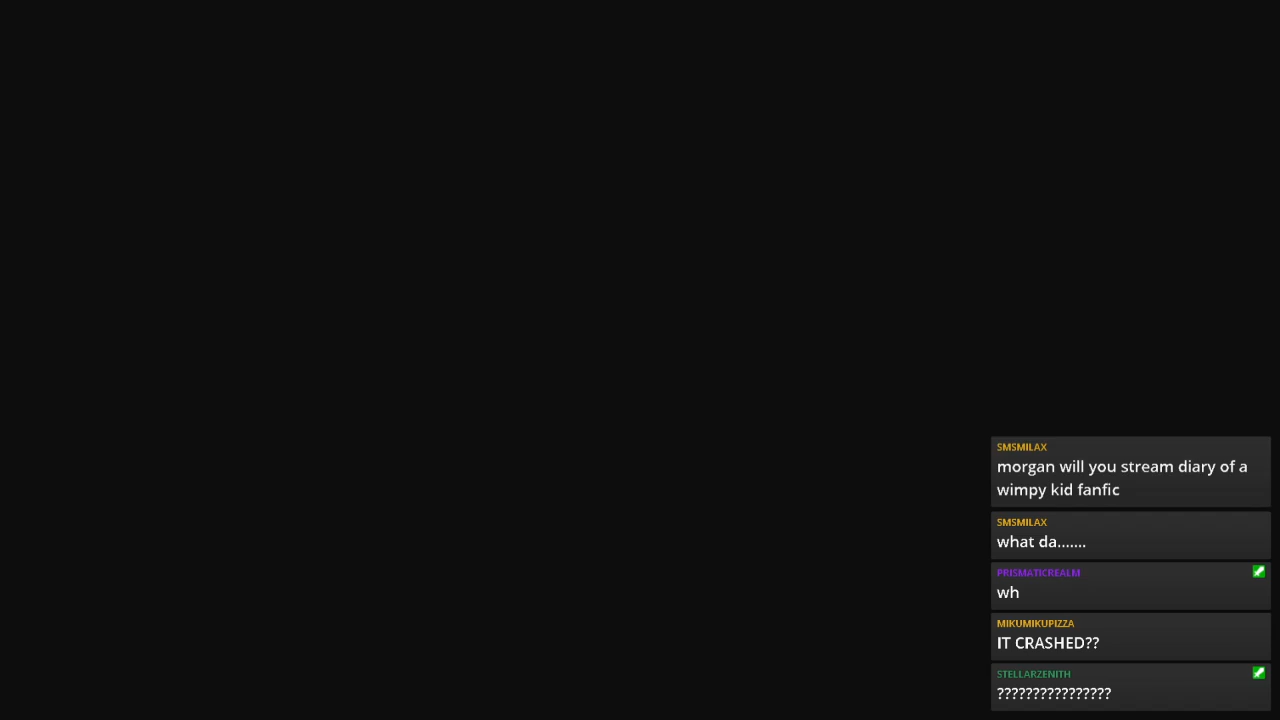 SMSMILAX
morgan will you stream diary of a
wimpy kid fanfic
SMSMILAX
what da.......
PRISMATICREALM
wh
MIKUMIKUPIZZA
IT CRASHED??
STELLARZENITH
????????????????